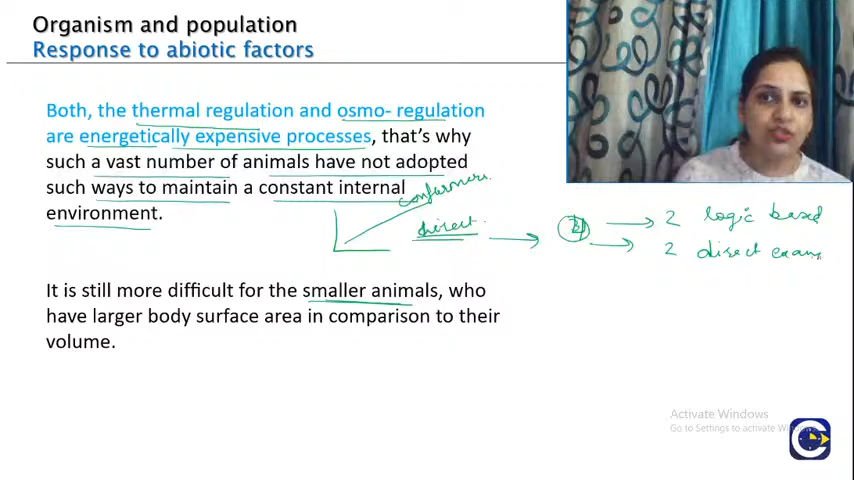 Organism and population
Response to abiotic factors
Both, the thermal regulation and osmo- regulation
are energetically expensive processes, that's why
such a vast number of animals have not adopted
such ways to maintain a constant internal
environment.
conformers
direct
2 logic based
2 direct exam
It is still more difficult for the smaller animals, who
have larger body surface area in comparison to their
volume.
Activate Windows
Go to Settings to activate Wi